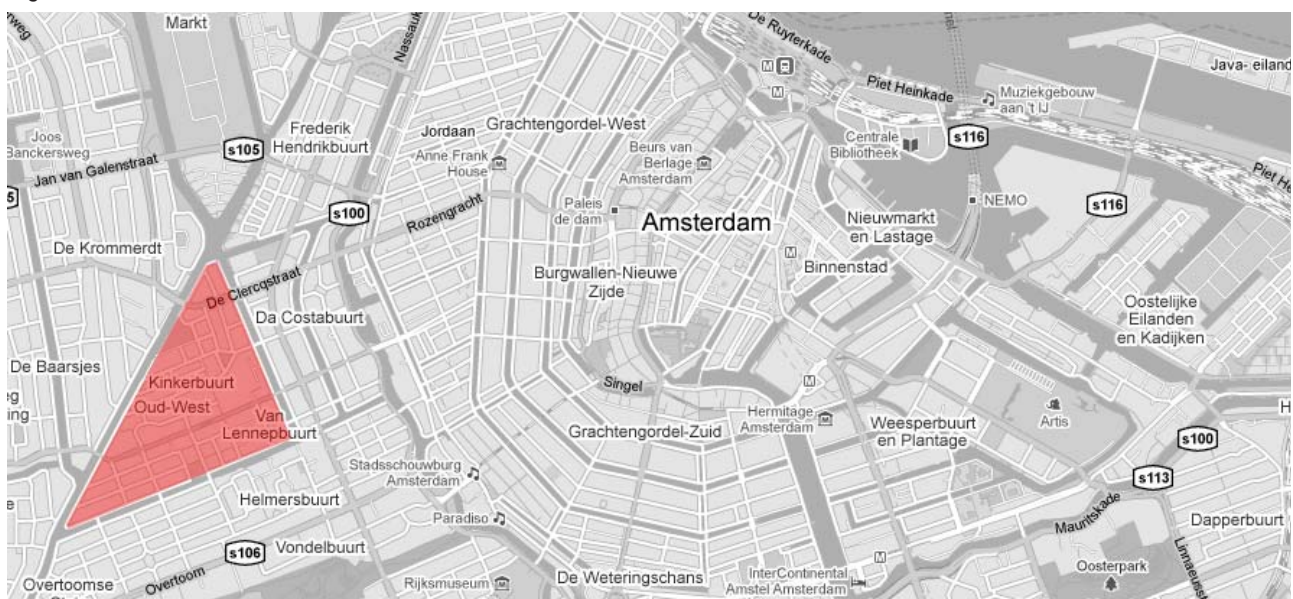 Markt
Nassauk
De Ruyterkade
Java- eiland
Piet Heinkade
Muziekgebouw
aan 't IJ
Joos
Banckersweg
s105
Frederik
Hendrikbuurt
Jordaan
Grachtengordel-West
Anne Frank
House
Beurs van
Berlage
Amsterdam
Centrale
Bibliotheek
s116
Jan van Galenstraat
Piet He
s100
Rozengracht
Paleis
de dam
Amsterdam
Nieuwmarkt
en Lastage
NEMO
s116
De Krommerdt
De Clercqstraat
Burgwallen-Nieuwe
Zijde
Binnenstad
Da Costabuurt
Oostelijke
Eilanden
en Kadijken
De Baarsjes
Kinkerbuurt
Oud-West
Singel
Van
Lennepbuurt
Grachtengordel-Zuid
Hermitage
Amsterdam
Weesperbuurt
en Plantage
Artis
s100
Stadsschouwburg
Amsterdam
s113
Helmersbuurt
Paradiso
Mauritskade
Dapperbuurt
s106
Vondelbuurt
Overtoom
Linnaeusst
Overtoomse
Rijksmuseum
De Weteringschans
InterContinental
Amstel Amsterdam
Oosterpark